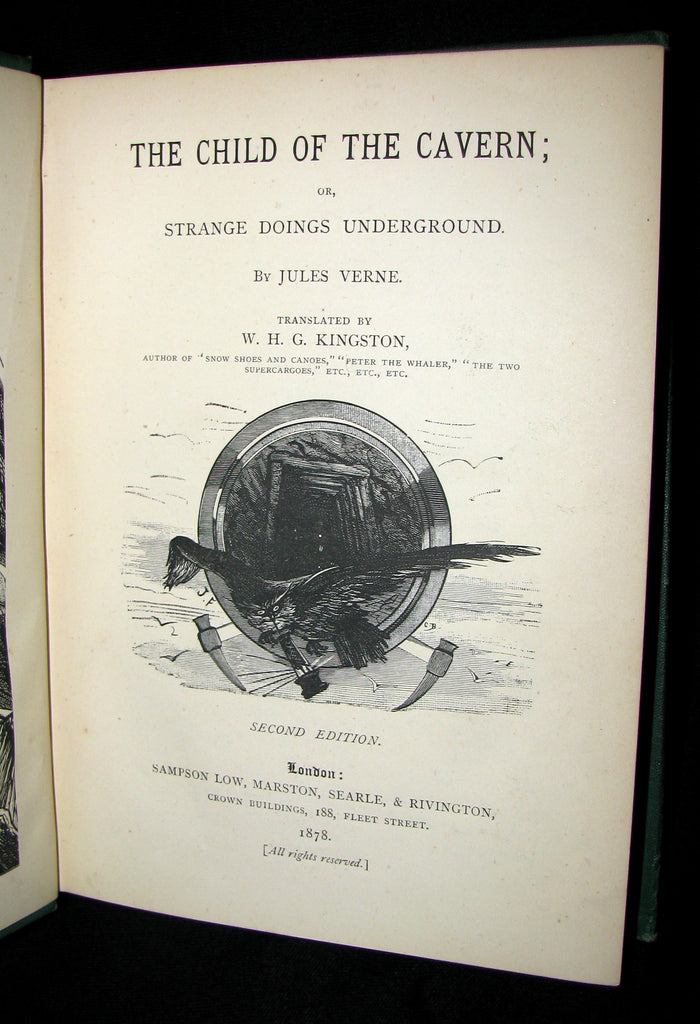 THE CHILD OF THE CAVERN;
OR,
STRANGE DOINGS UNDERGROUND.
BY JULES VERNE.
TRANSLATED BY
W. H. G. KINGSTON,
AUTHOR OF "SNOW SHOES AND CANOES," "PETER THE WHALER," "THE TWO
SUPERCARGOES," ETC., ETC., ETC.
J. F
C B
SECOND EDITION.
London:
SAMPSON LOW, MARSTON, SEARLE, & RIVINGTON,
CROWN BUILDINGS, 188, FLEET STREET.
1878.
[All rights reserved.]